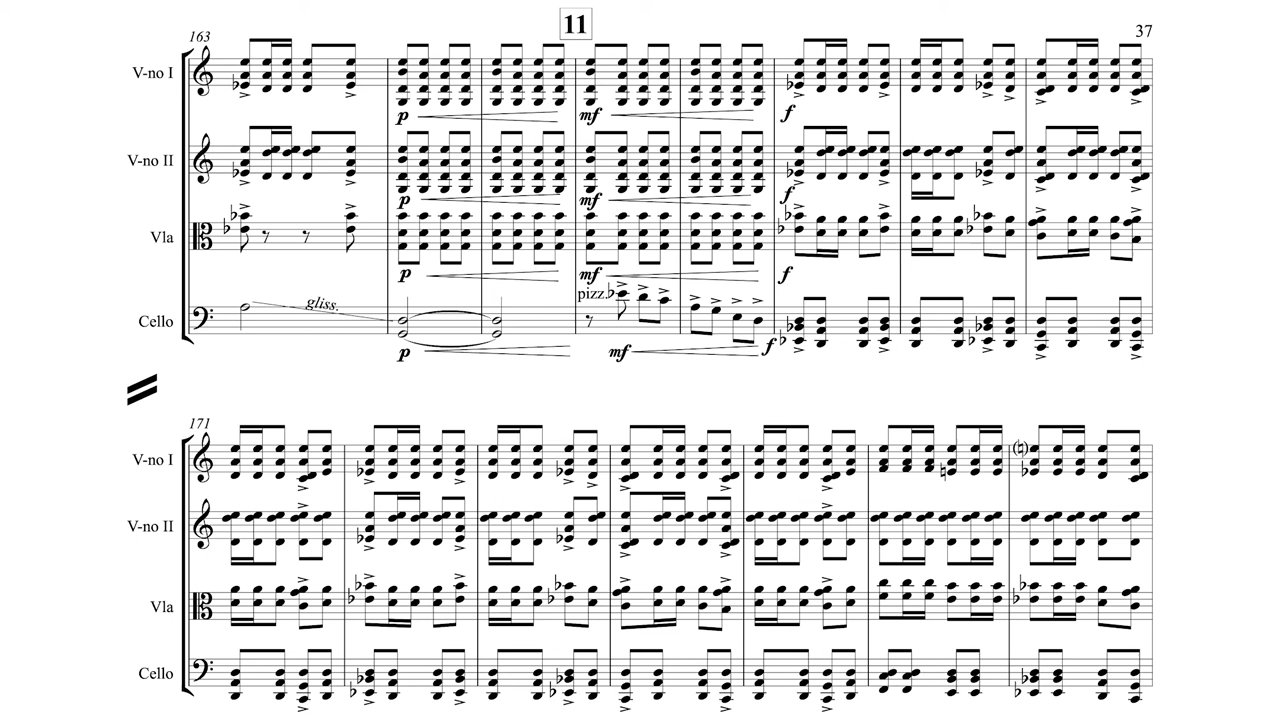 11
37
163
V-no I
p mf f
V-no II
p mf f
Vla
p mf f
gliss. pizz.
Cello
p mf f
171
V-no I
V-no II
Vla
Cello